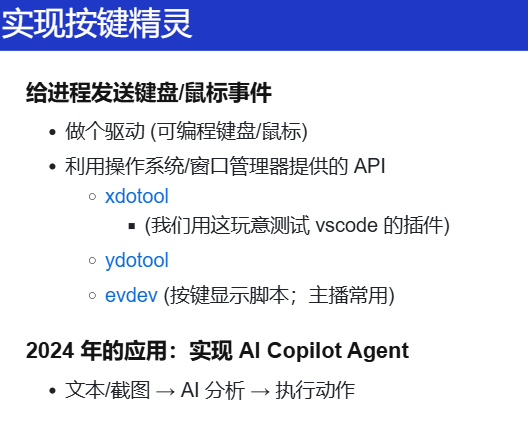 实现按键精灵
给进程发送键盘/鼠标事件
做个驱动 (可编程键盘/鼠标)
利用操作系统/窗口管理器提供的 API
xdotool
(我们用这玩意测试 vscode 的插件)
ydotool
evdev (按键显示脚本；主播常用)
2024 年的应用：实现 AI Copilot Agent
文本/截图 → AI 分析 → 执行动作